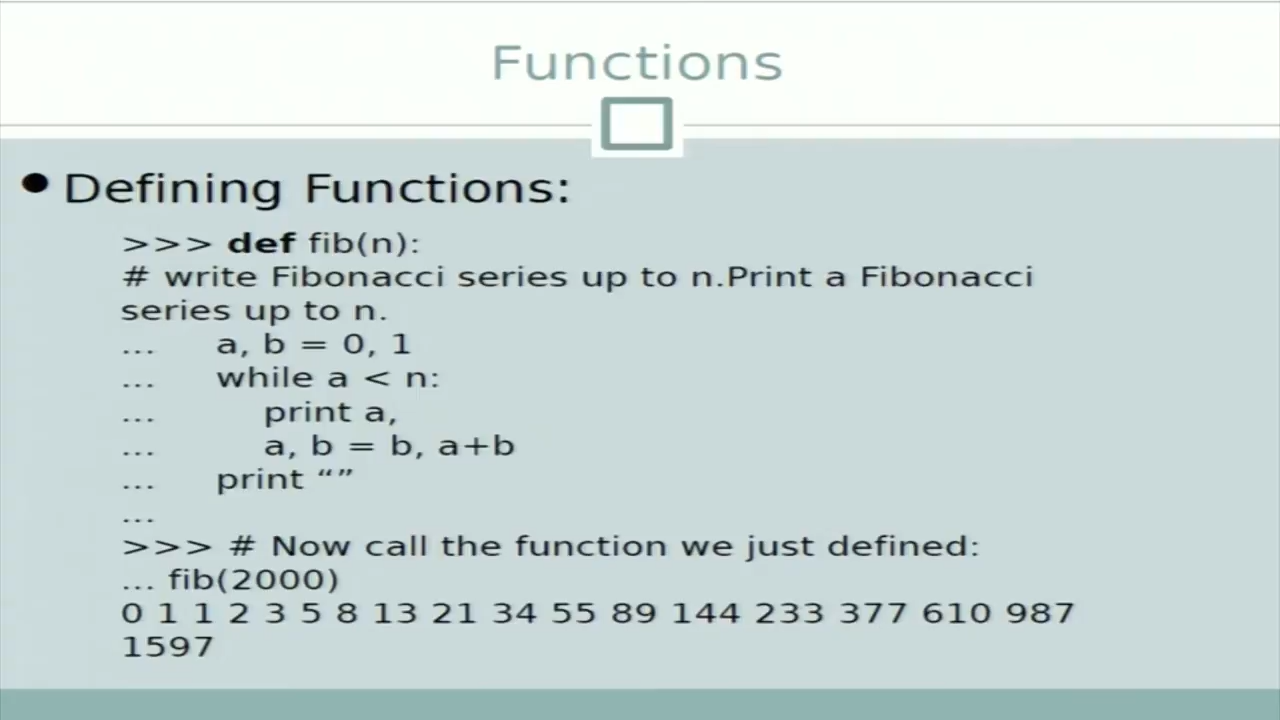 Functions
• Defining Functions:
>>> def fib(n):
# write Fibonacci series up to n.Print a Fibonacci
series up to n.
...     a, b = 0, 1
...     while a < n:
...         print a,
...         a, b = b, a+b
...     print “”
...
>>> # Now call the function we just defined:
... fib(2000)
0 1 1 2 3 5 8 13 21 34 55 89 144 233 377 610 987
1597